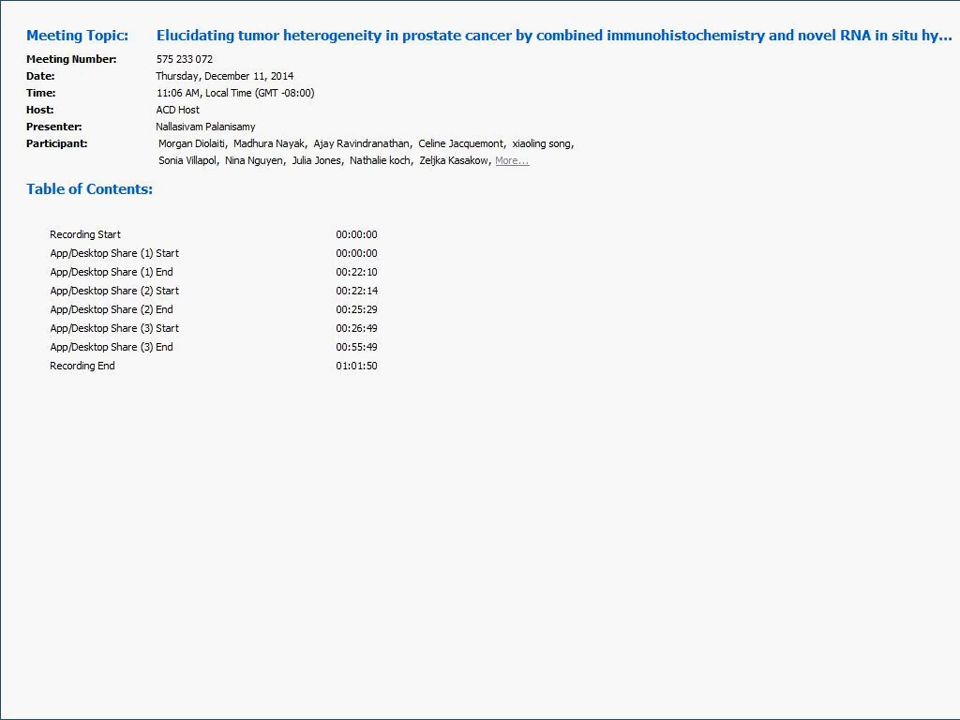 Meeting Topic: Elucidating tumor heterogeneity in prostate cancer by combined immunohistochemistry and novel RNA in situ hy...
Meeting Number: 575 233 072
Date: Thursday, December 11, 2014
Time: 11:06 AM, Local Time (GMT -08:00)
Host: ACD Host
Presenter: Nallasivam Palanisamy
Participant: Morgan Diolaiti, Madhura Nayak, Ajay Ravindranathan, Celine Jacquemont, xiaoling song,
Sonia Villapol, Nina Nguyen, Julia Jones, Nathalie koch, Zeljka Kasakow, More...
Table of Contents:
Recording Start 00:00:00
App/Desktop Share (1) Start 00:00:00
App/Desktop Share (1) End 00:22:10
App/Desktop Share (2) Start 00:22:14
App/Desktop Share (2) End 00:25:29
App/Desktop Share (3) Start 00:26:49
App/Desktop Share (3) End 00:55:49
Recording End 01:01:50